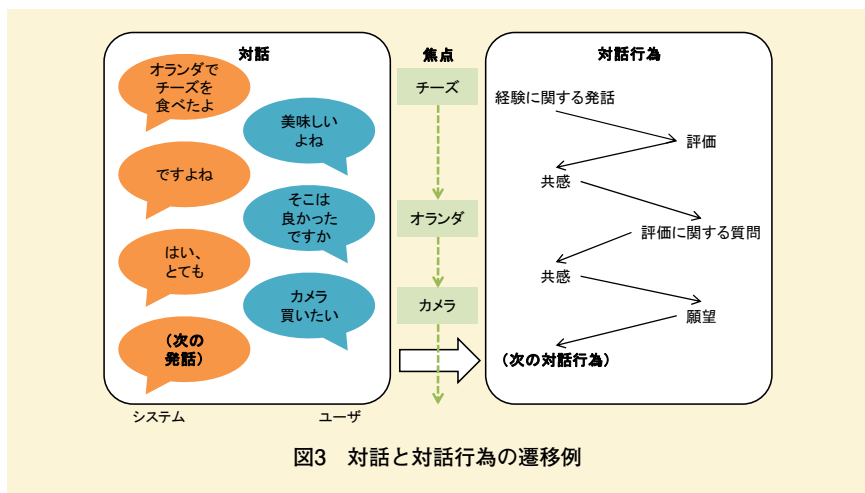 対話
オランダで
チーズを
食べたよ
美味しい
よね
ですよね
そこは
良かった
ですか
はい、
とても
カメラ
買いたい
(次の
発話)
システム
ユーザ
焦点
チーズ
オランダ
カメラ
対話行為
経験に関する発話
評価
共感
評価に関する質問
共感
願望
(次の対話行為)
図3 対話と対話行為の遷移例